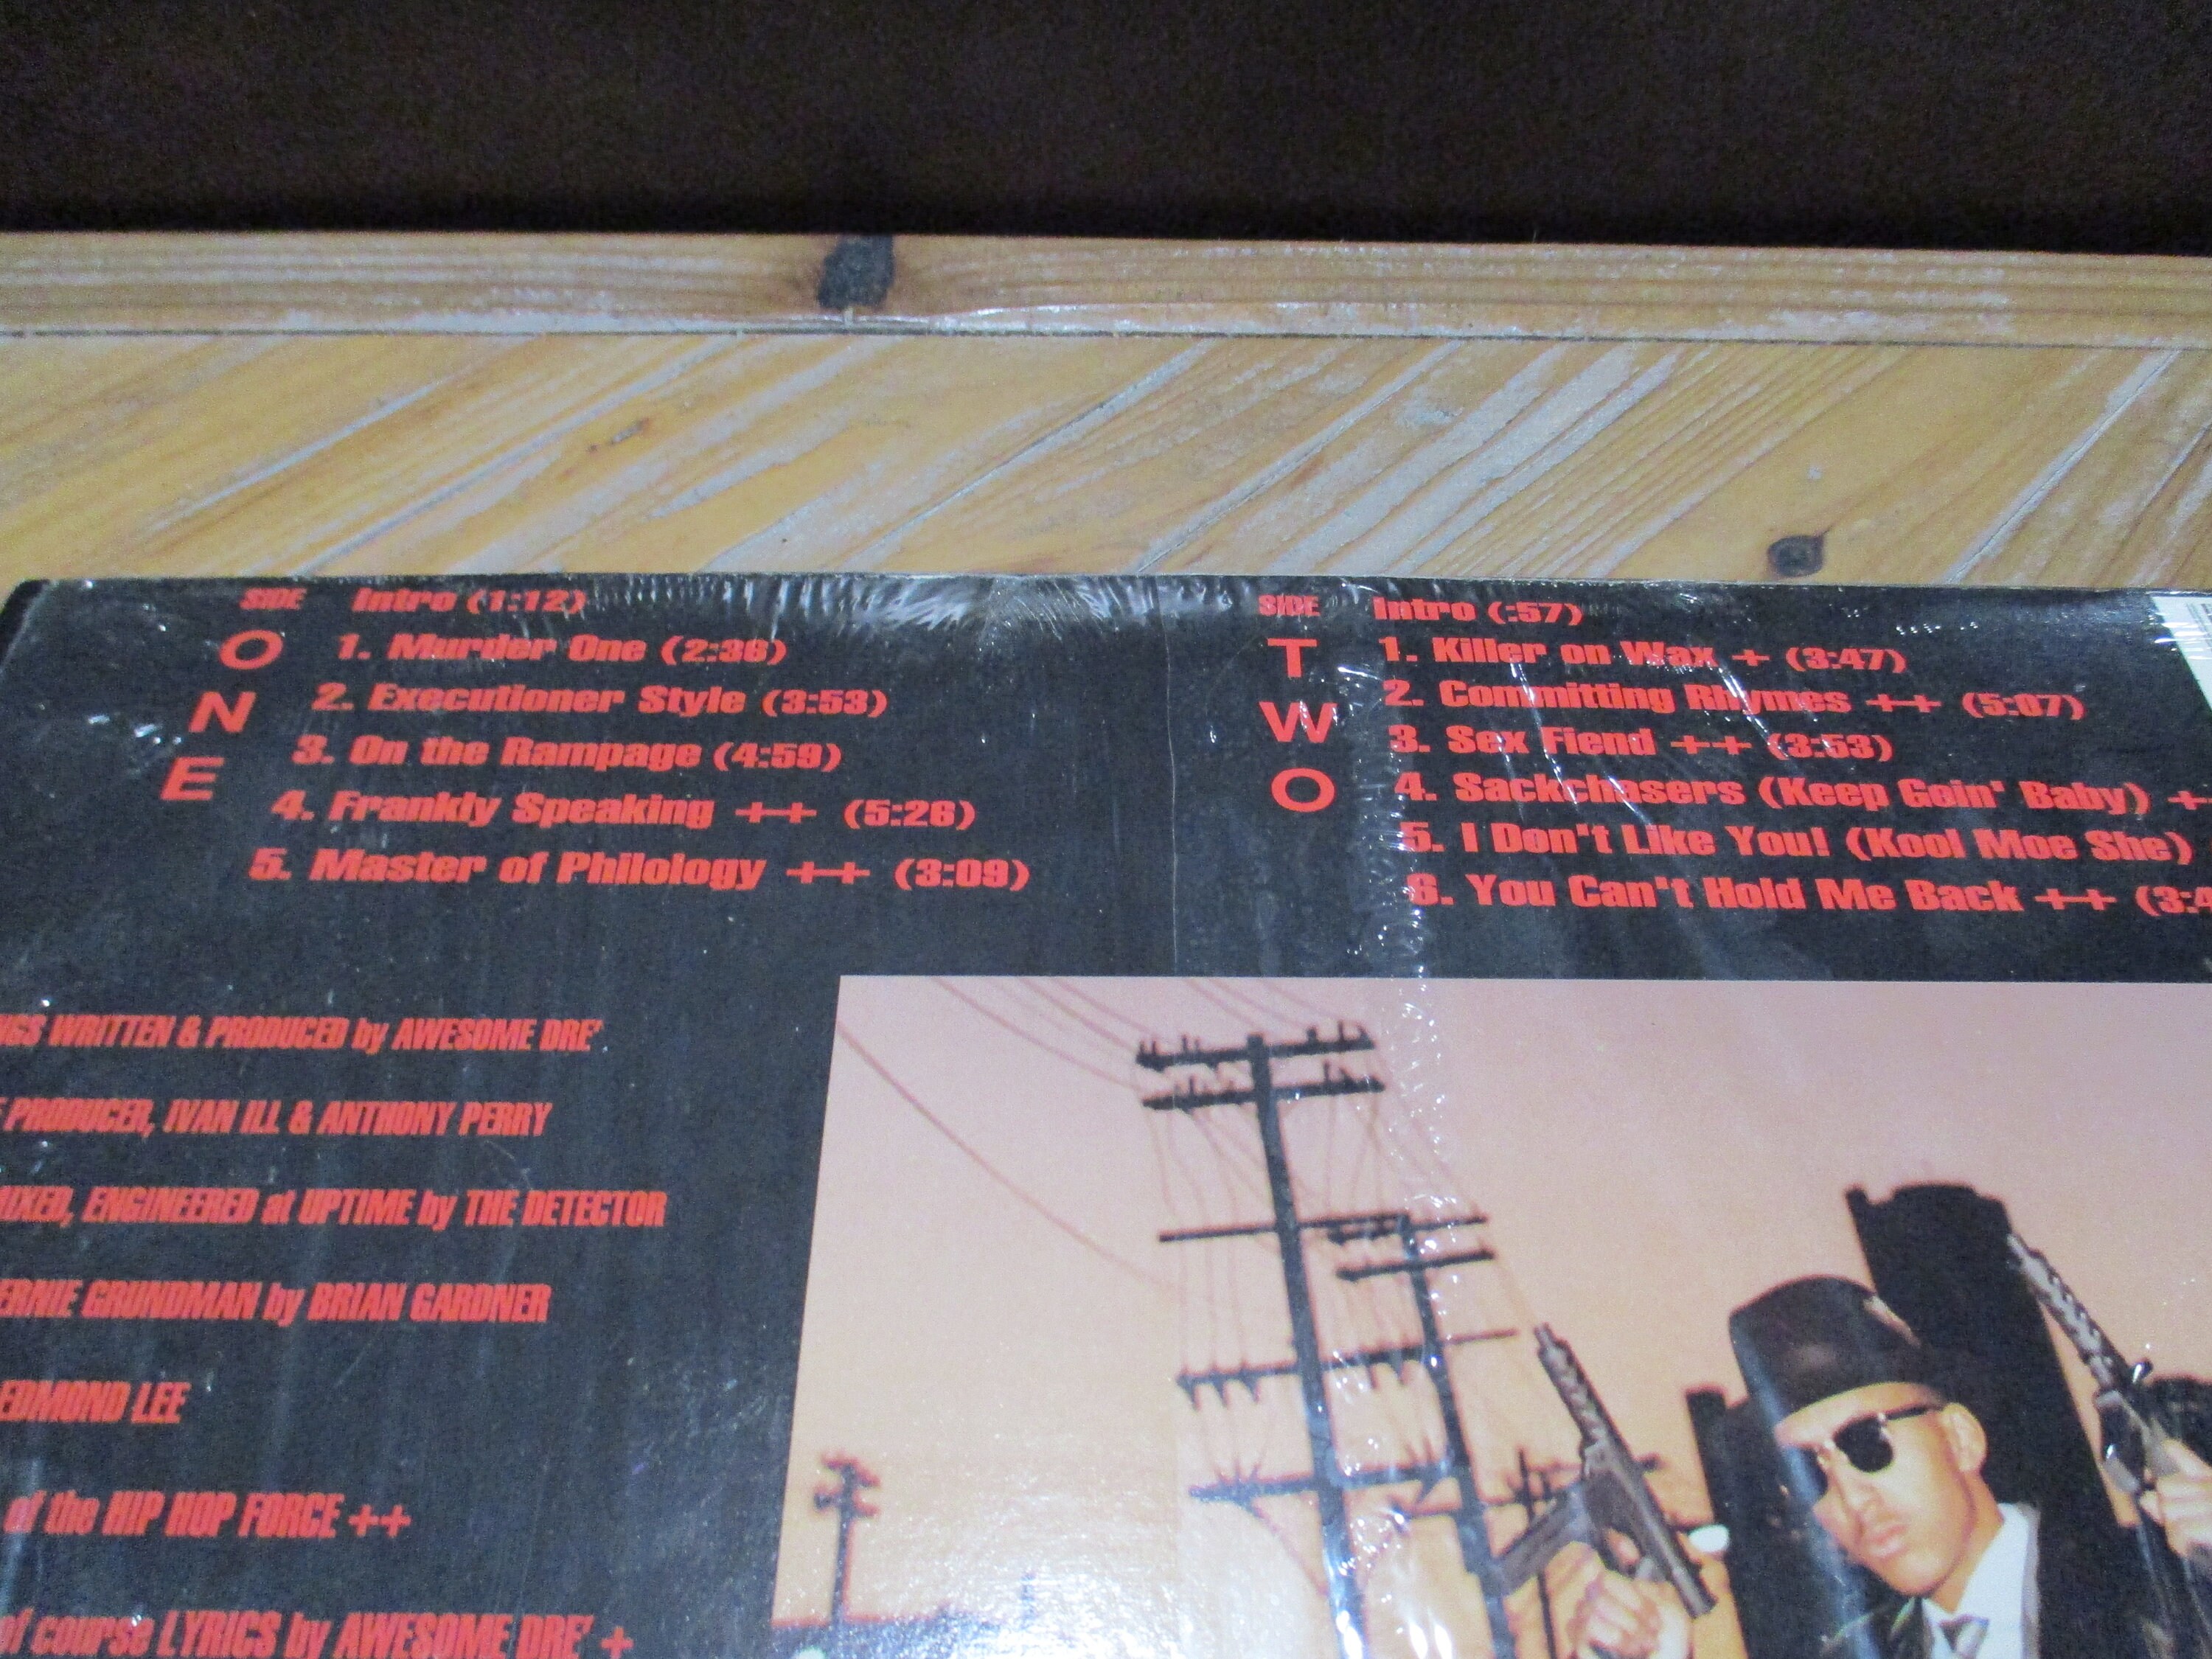 SIDE ONE
Intro (1:12)
1. Murder One (2:36)
2. Executioner Style (3:53)
3. On the Rampage (4:59)
4. Frankly Speaking ++ (5:26)
5. Master of Philology ++ (3:09)
SIDE TWO
Intro (:57)
1. Killer on Wax + (3:47)
2. Committing Rhymes ++ (5:07)
3. Sex Fiend ++ (3:53)
4. Sackchasers (Keep Goin' Baby) +
5. I Don't Like You! (Kool Moe She)
6. You Can't Hold Me Back ++ (3:4
WRITTEN & PRODUCED by AWESOME DRE'
PRODUCER, IVAN ILL & ANTHONY PERRY
ENGINEERED at UPTIME by THE DETECTOR
GRUNDMAN by BRIAN GARDNER
EDMOND LEE
of the HIP HOP FORCE ++
of course LYRICS by AWESOME DRE' +